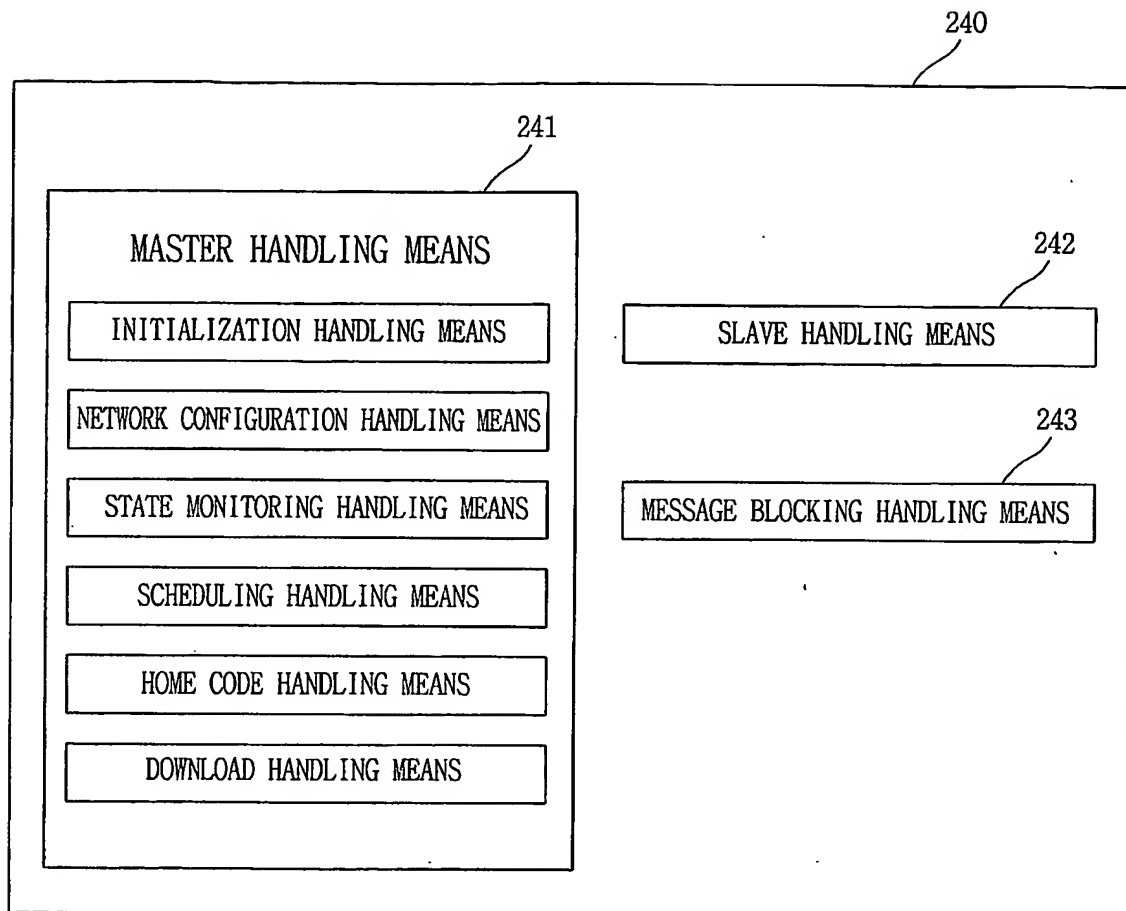 240
241
MASTER HANDLING MEANS
INITIALIZATION HANDLING MEANS
NETWORK CONFIGURATION HANDLING MEANS
STATE MONITORING HANDLING MEANS
SCHEDULING HANDLING MEANS
HOME CODE HANDLING MEANS
DOWNLOAD HANDLING MEANS
242
SLAVE HANDLING MEANS
243
MESSAGE BLOCKING HANDLING MEANS